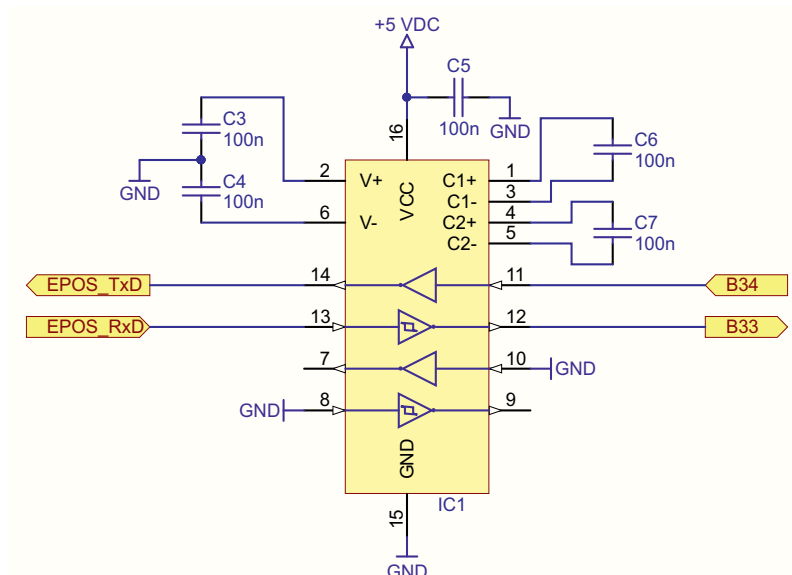 +5 VDC
C5
100n
GND
16
C3
100n
GND
C4
100n
C6
100n
C7
100n
2
V+
6
V-
VCC
C1+
1
C1-
3
C2+
4
C2-
5
EPOS_TxD
14
11
B34
EPOS_RxD
13
12
B33
7
10
GND
GND
8
9
GND
IC1
15
GND